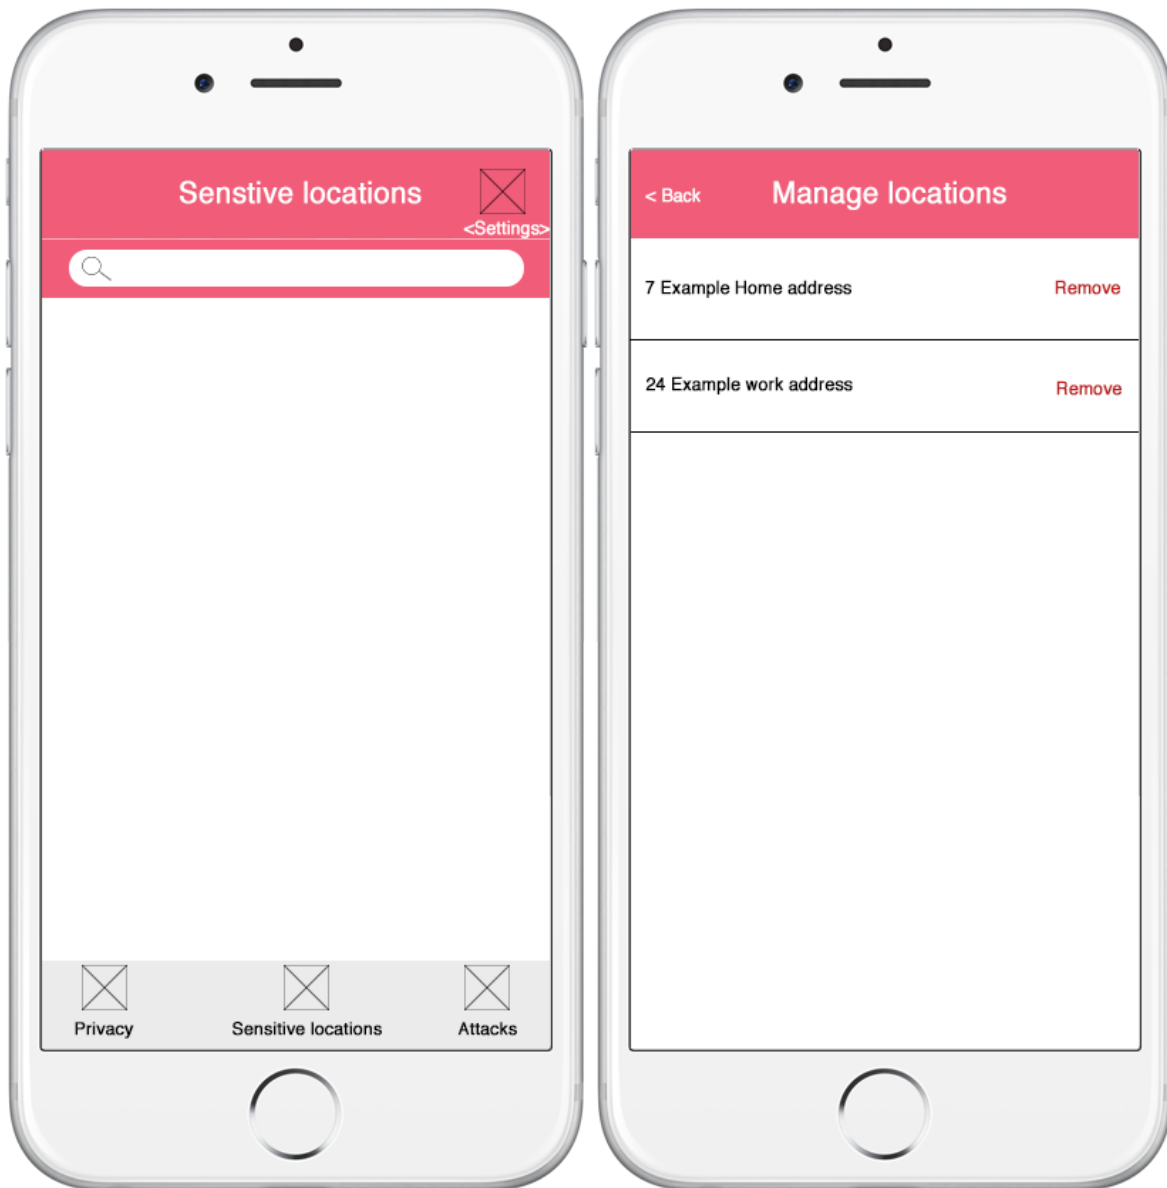 Senstive locations
<Settings>
Privacy
Sensitive locations
Attacks
< Back
Manage locations
7 Example Home address
Remove
24 Example work address
Remove